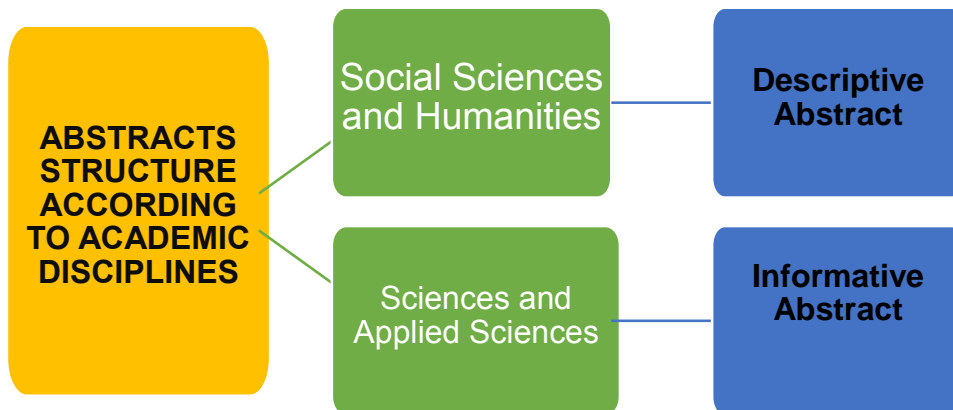 ABSTRACTS
STRUCTURE
ACCORDING
TO ACADEMIC
DISCIPLINES
Social Sciences
and Humanities
Descriptive
Abstract
Sciences and
Applied Sciences
Informative
Abstract